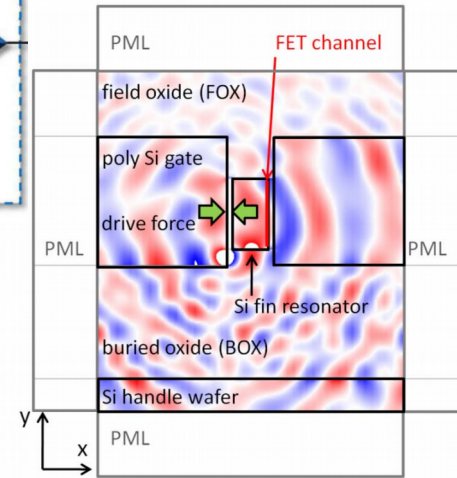 PML
FET channel
field oxide (FOX)
poly Si gate
drive force
PML
PML
Si fin resonator
buried oxide (BOX)
Si handle wafer
y
x
PML